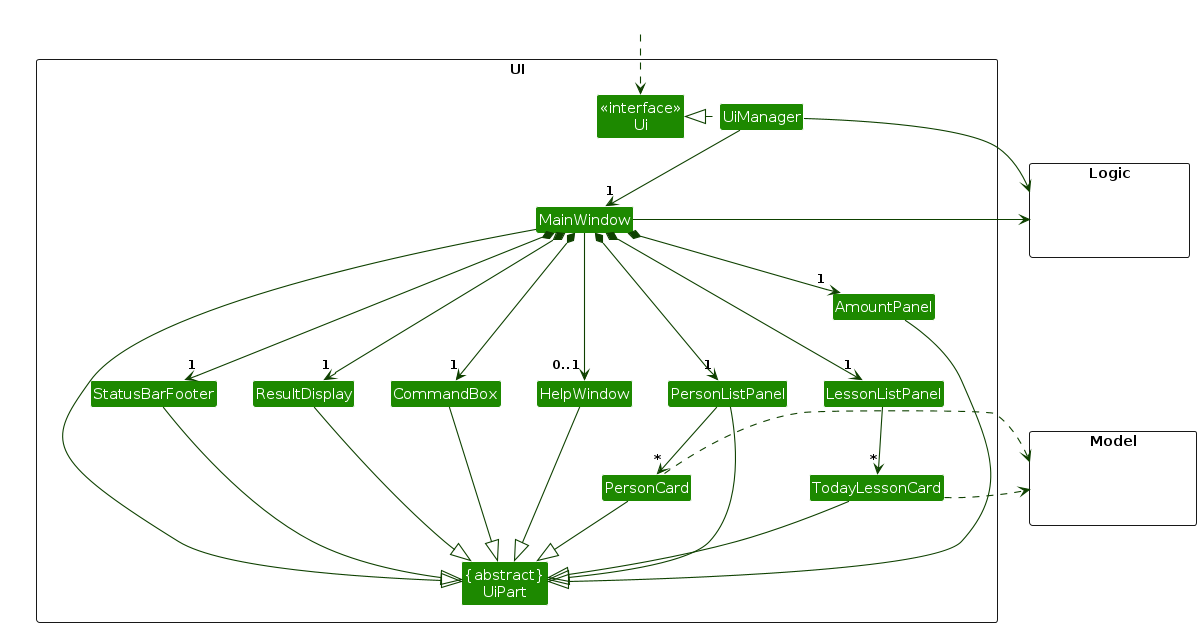 UI
«interface»
Ui
UiManager
Logic
1
MainWindow
1
AmountPanel
1
1
1
0..1
1
1
StatusBarFooter
ResultDisplay
CommandBox
HelpWindow
PersonListPanel
LessonListPanel
Model
*
*
PersonCard
TodayLessonCard
{abstract}
UiPart